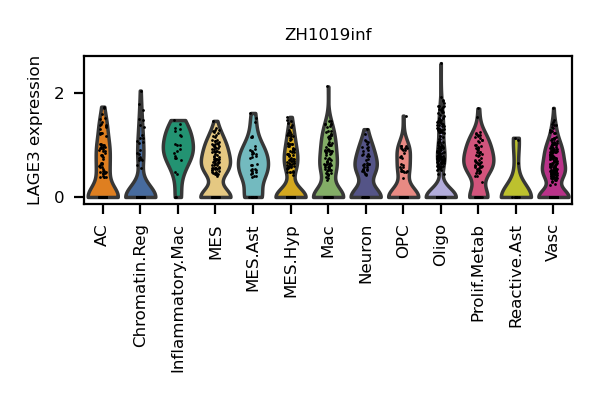 ZH1019inf
LAGE3 expression
2
0
AC
Chromatin.Reg
Inflammatory.Mac
MES
MES.Ast
MES.Hyp
Mac
Neuron
OPC
Oligo
Prolif.Metab
Reactive.Ast
Vasc